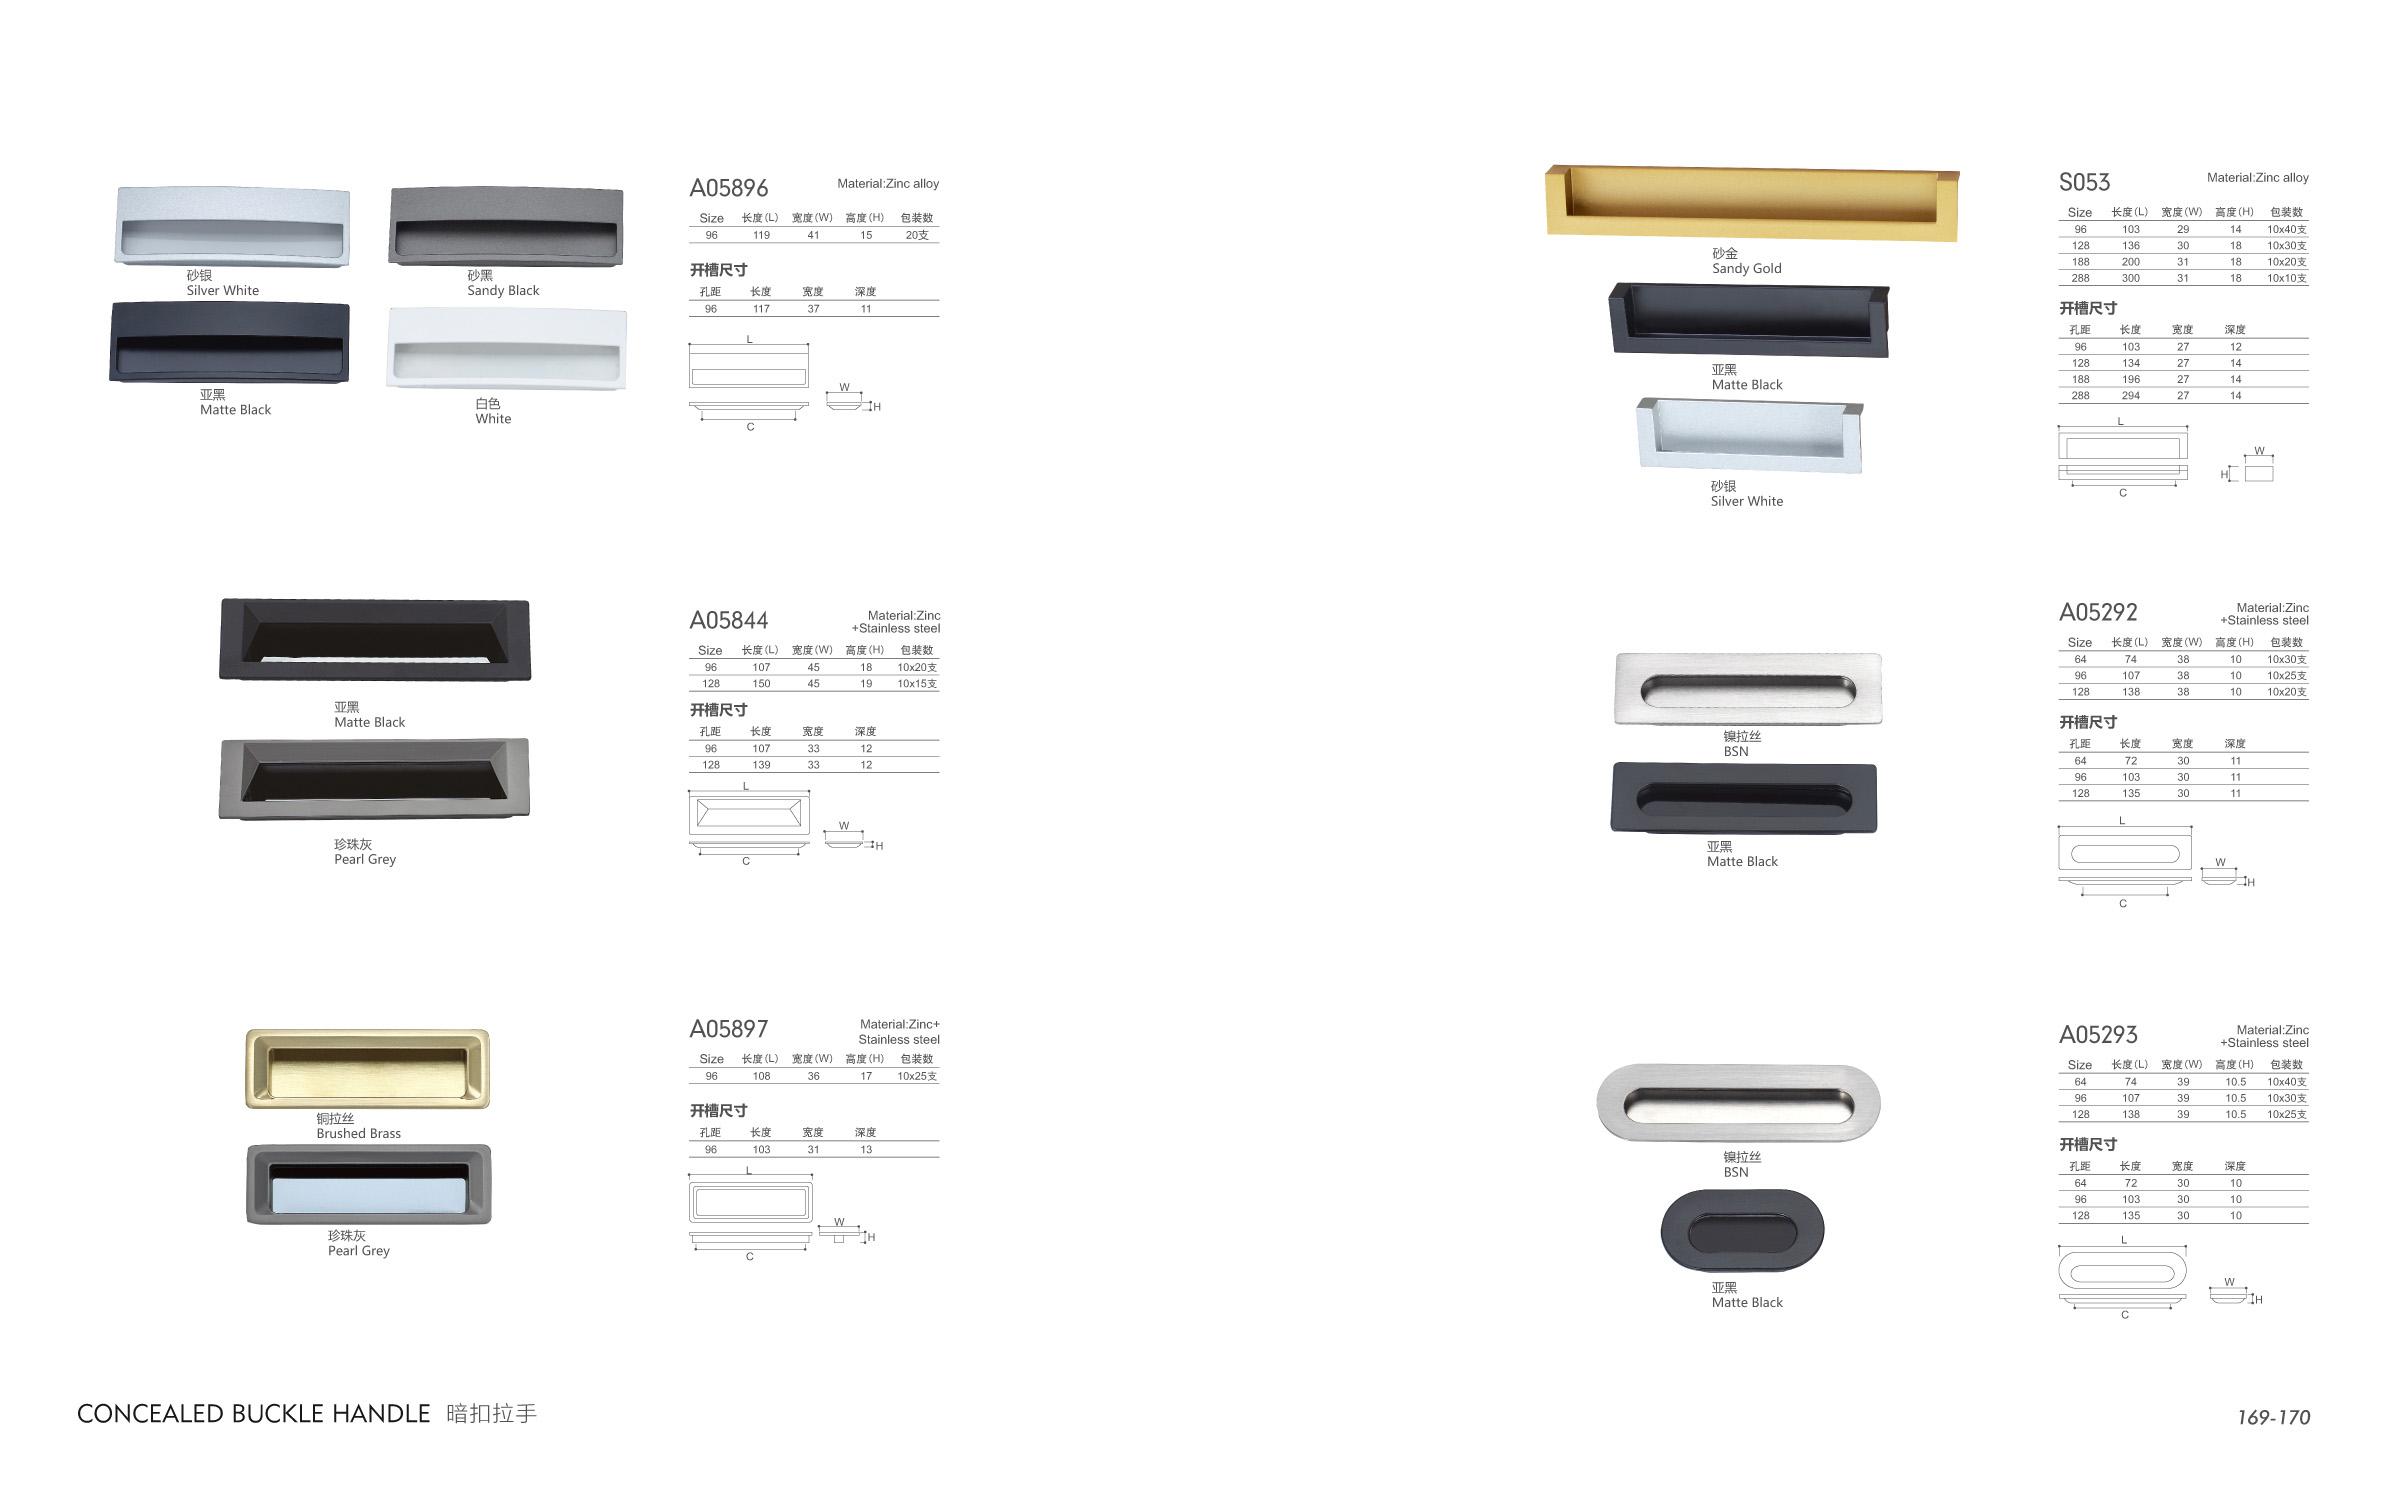 砂银
Silver White
砂黑
Sandy Black
亚黑
Matte Black
白色
White
A05896
Material:Zinc alloy
Size 长度(L) 宽度(W) 高度(H) 包装数
96 119 41 15 20支
开槽尺寸
孔距 长度 宽度 深度
96 117 37 11
L
W
H
C
亚黑
Matte Black
珍珠灰
Pearl Grey
A05844
Material:Zinc
+Stainless steel
Size 长度(L) 宽度(W) 高度(H) 包装数
96 107 45 18 10x20支
128 150 45 19 10x15支
开槽尺寸
孔距 长度 宽度 深度
96 107 33 12
128 139 33 12
L
W
H
C
铜拉丝
Brushed Brass
珍珠灰
Pearl Grey
A05897
Material:Zinc+
Stainless steel
Size 长度(L) 宽度(W) 高度(H) 包装数
96 108 36 17 10x25支
开槽尺寸
孔距 长度 宽度 深度
96 103 31 13
L
W
H
C
砂金
Sandy Gold
亚黑
Matte Black
砂银
Silver White
S053
Material:Zinc alloy
Size 长度(L) 宽度(W) 高度(H) 包装数
96 103 29 14 10x40支
128 136 30 18 10x30支
188 200 31 18 10x20支
288 300 31 18 10x10支
开槽尺寸
孔距 长度 宽度 深度
96 103 27 12
128 134 27 14
188 196 27 14
288 294 27 14
L
W
H
C
镍拉丝
BSN
亚黑
Matte Black
A05292
Material:Zinc
+Stainless steel
Size 长度(L) 宽度(W) 高度(H) 包装数
64 74 38 10 10x30支
96 107 38 10 10x25支
128 138 38 10 10x20支
开槽尺寸
孔距 长度 宽度 深度
64 72 30 11
96 103 30 11
128 135 30 11
L
W
H
C
镍拉丝
BSN
亚黑
Matte Black
A05293
Material:Zinc
+Stainless steel
Size 长度(L) 宽度(W) 高度(H) 包装数
64 74 39 10.5 10x40支
96 107 39 10.5 10x30支
128 138 39 10.5 10x25支
开槽尺寸
孔距 长度 宽度 深度
64 72 30 10
96 103 30 10
128 135 30 10
L
W
H
C
CONCEALED BUCKLE HANDLE 暗扣拉手
169-170